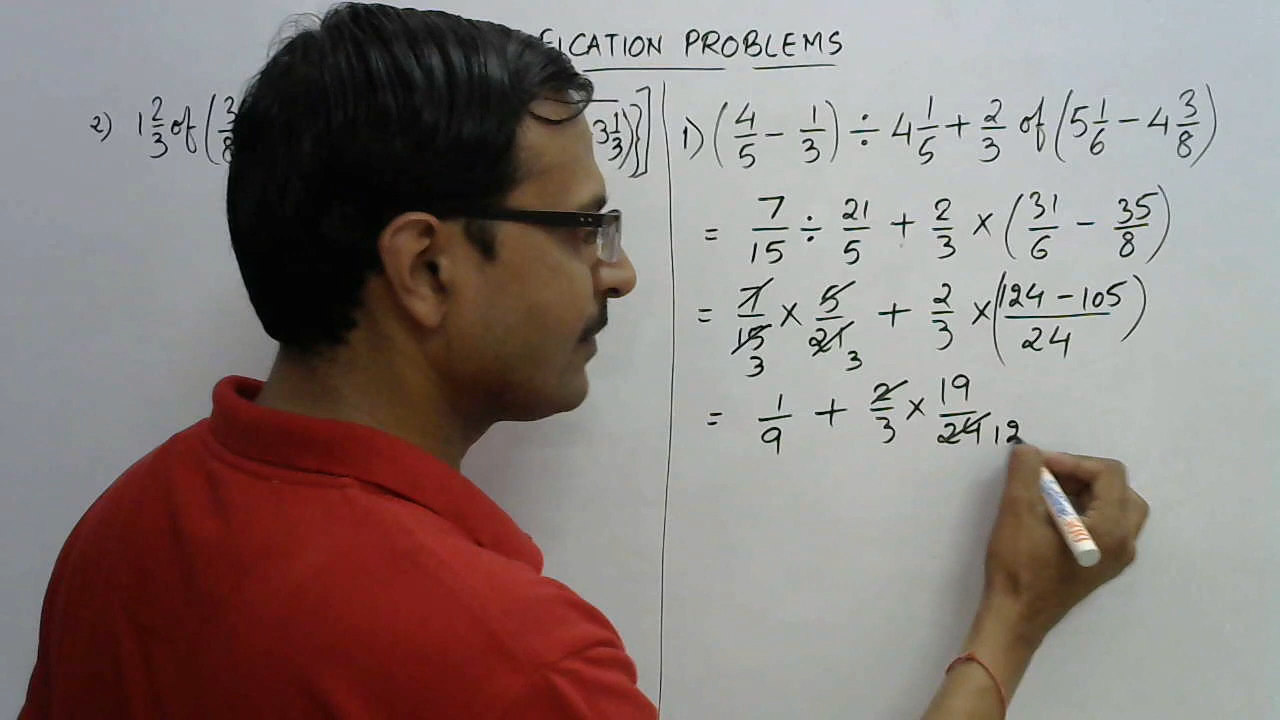 FICATION PROBLEMS
2) 1 2/3 of (3/8 3 1/3)}]
1) (4/5 - 1/3) ÷ 4 1/5 + 2/3 of (5 1/6 - 4 3/8)
= 7/15 ÷ 21/5 + 2/3 × (31/6 - 35/8)
= 7/15 × 5/21 + 2/3 × (124 - 105/24)
3 3
= 1/9 + 2/3 × 19/24 12